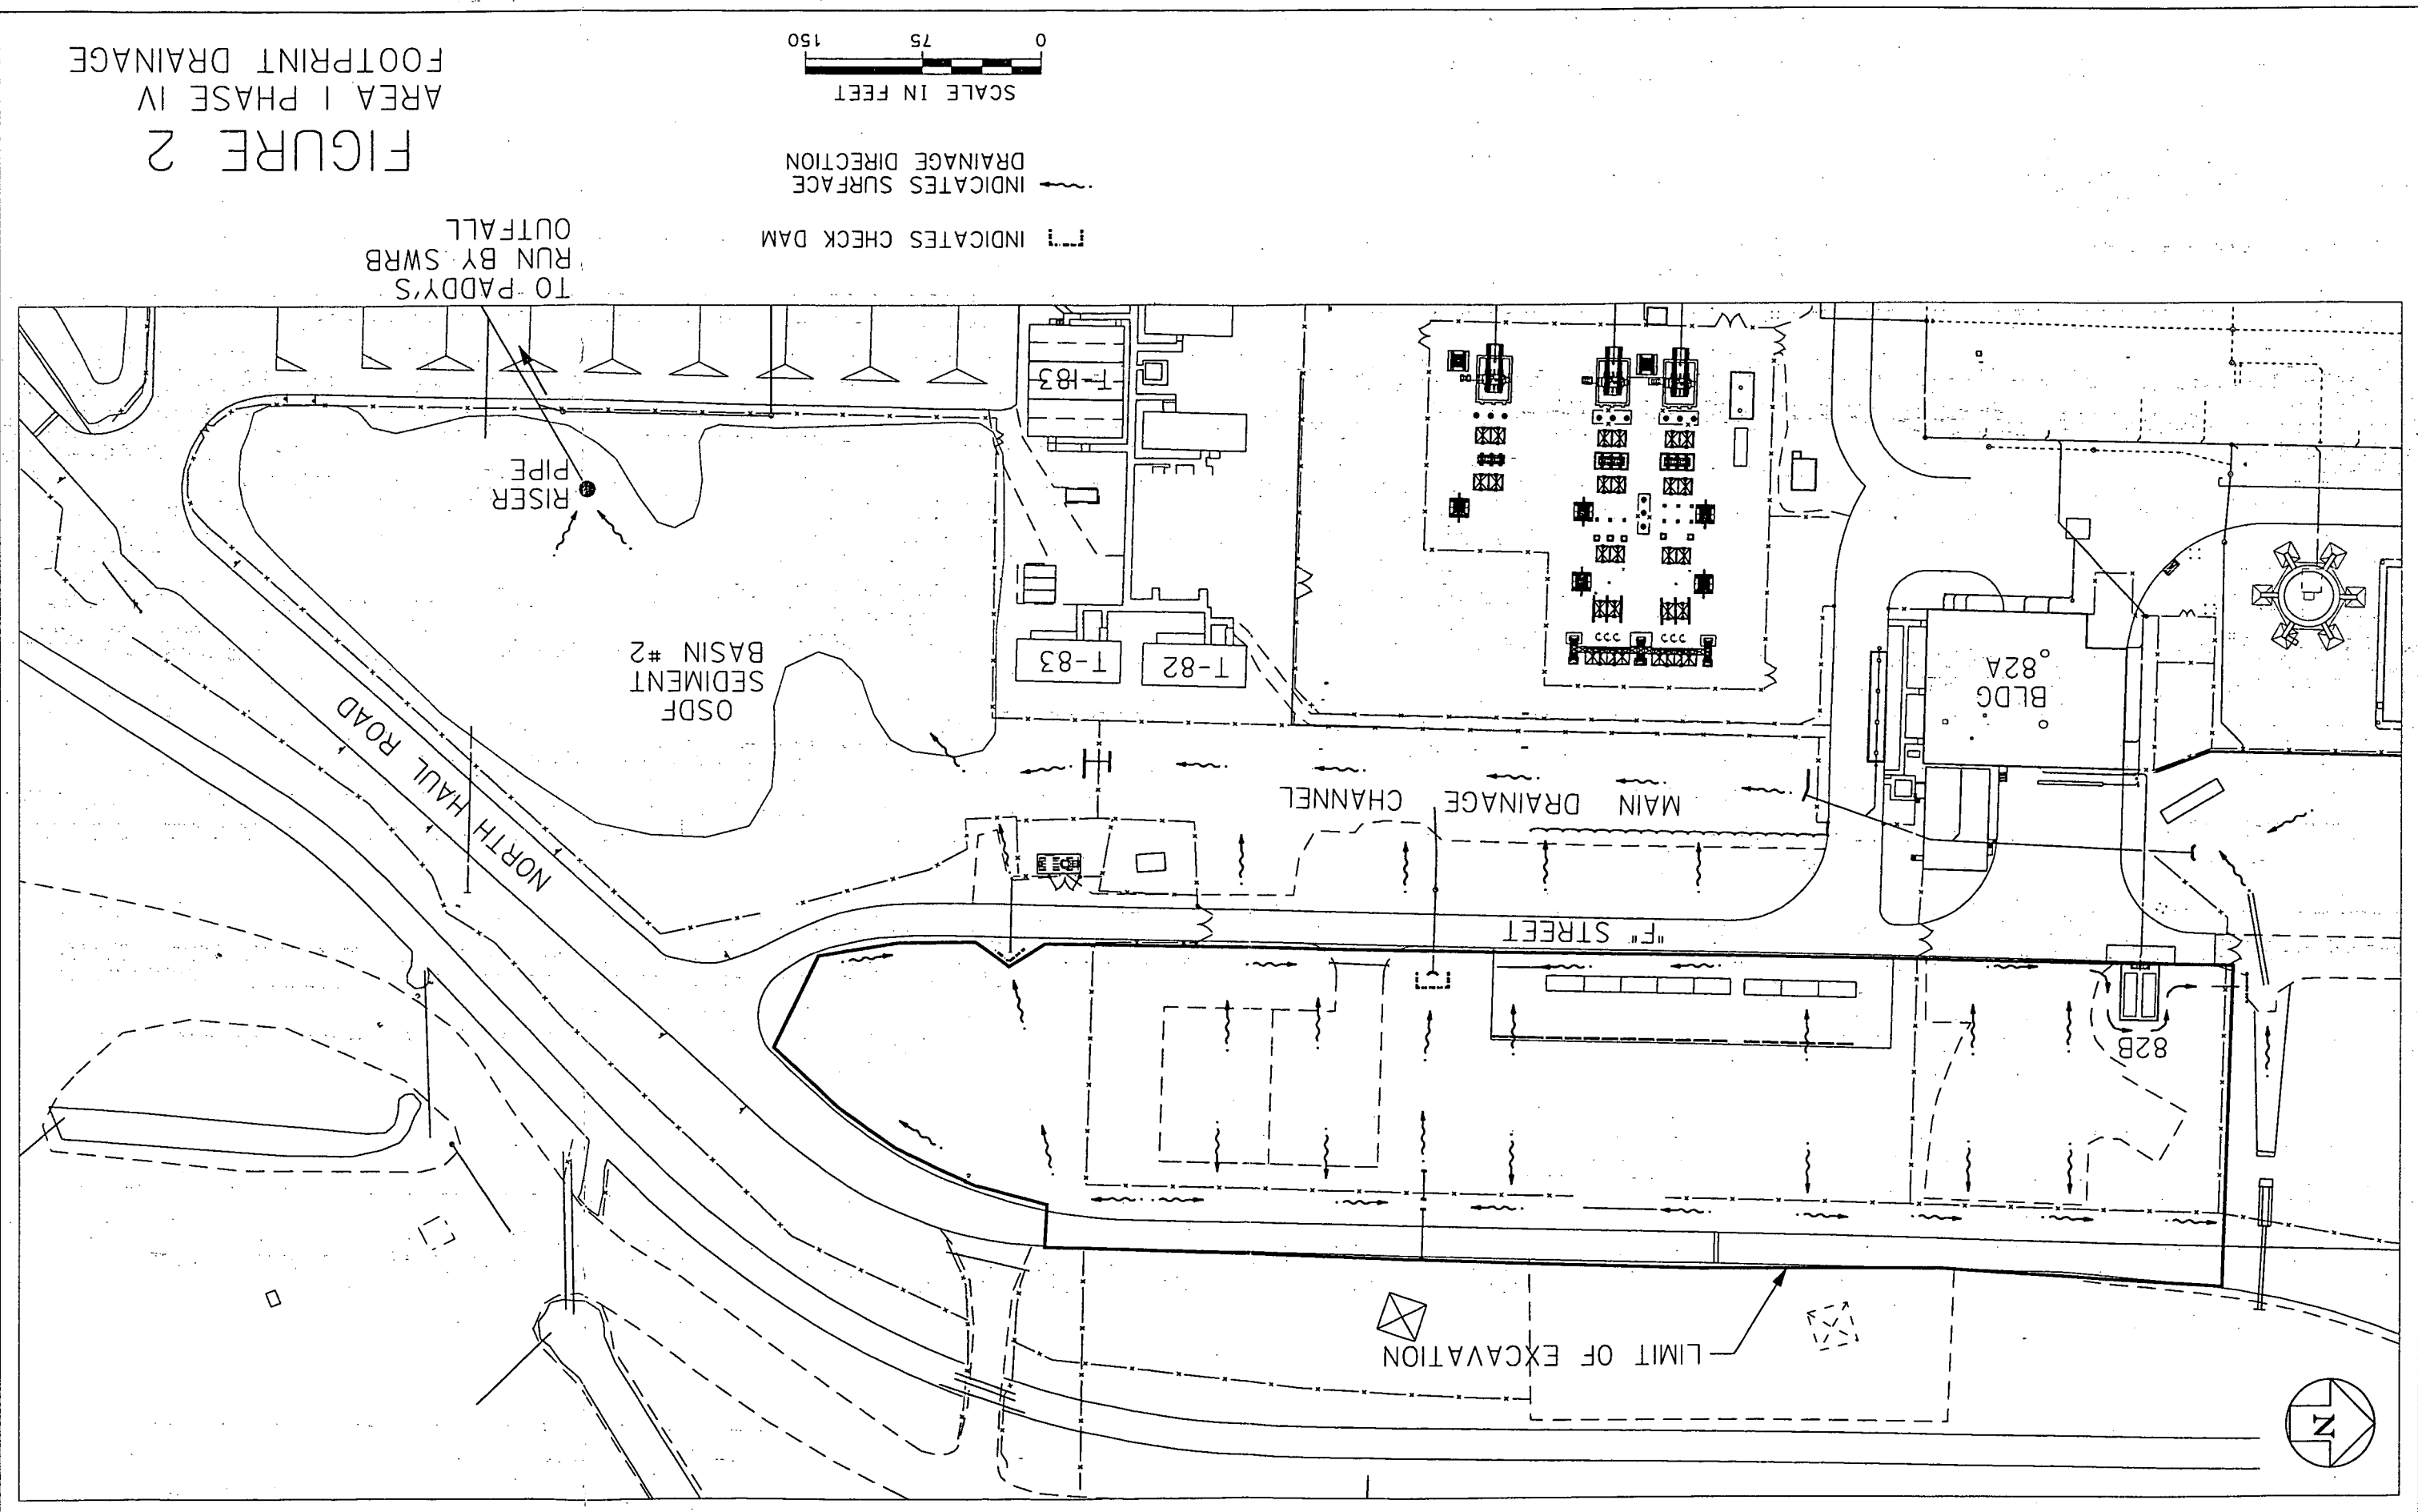 N
LIMIT OF EXCAVATION
82B
"F" STREET
MAIN DRAINAGE CHANNEL
NORTH HAUL ROAD
BLDG
82A
T-82
T-83
OSDF
SEDIMENT
BASIN #2
RISER
PIPE
T-183
TO PADDY'S
RUN BY SWRB
OUTFALL
INDICATES CHECK DAM
INDICATES SURFACE
DRAINAGE DIRECTION
SCALE IN FEET
0 75 150
FIGURE 2
AREA I PHASE IV
FOOTPRINT DRAINAGE